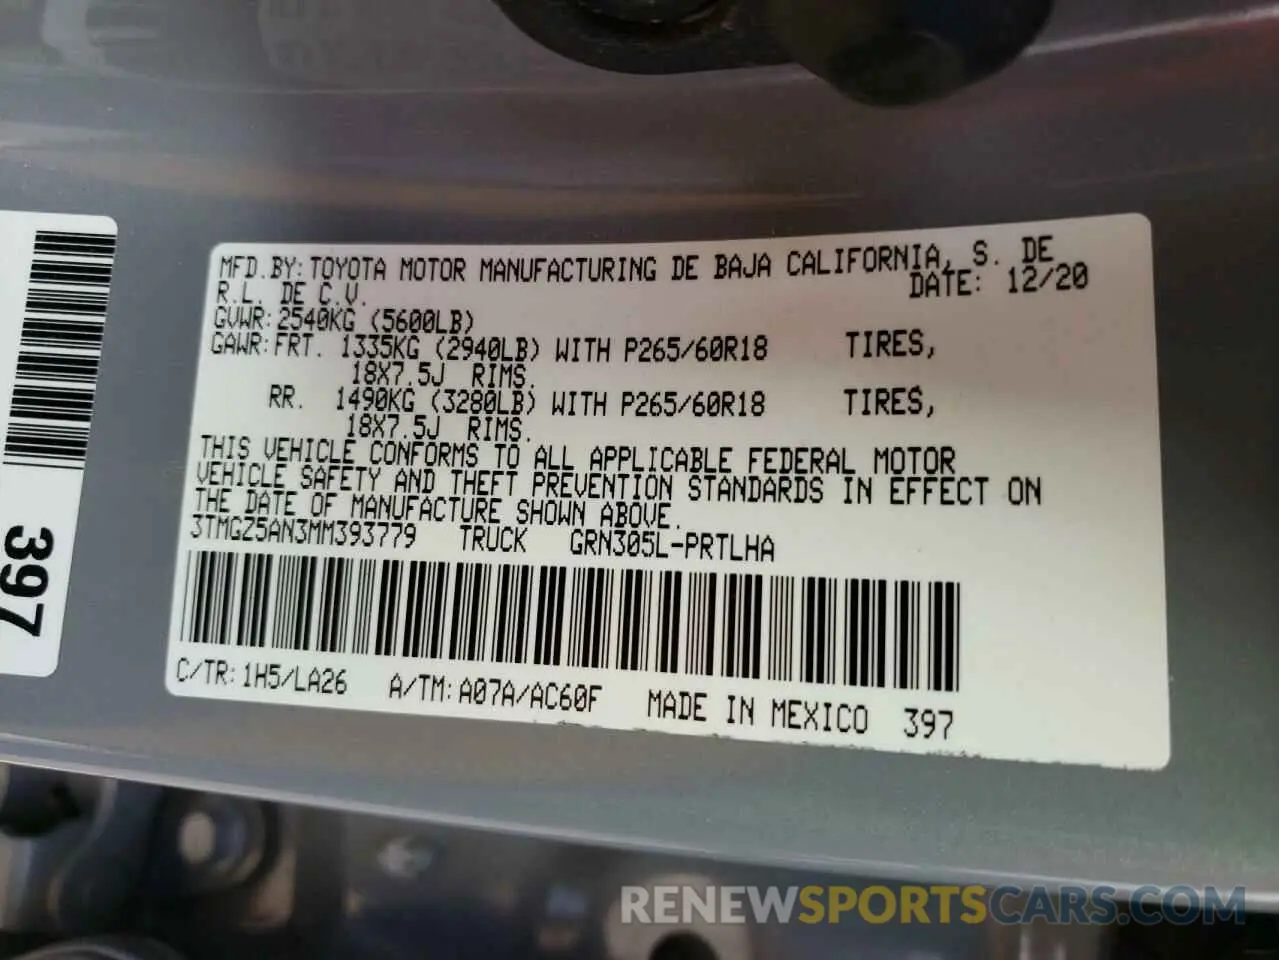 MFD.BY:TOYOTA MOTOR MANUFACTURING DE BAJA CALIFORNIA, S. DE
R.L. DE C.V. DATE: 12/20
GVWR:2540KG (5600LB)
GAWR:FRT. 1335KG (2940LB) WITH P265/60R18 TIRES,
18X7.5J RIMS.
RR. 1490KG (3280LB) WITH P265/60R18 TIRES,
18X7.5J RIMS.
THIS VEHICLE CONFORMS TO ALL APPLICABLE FEDERAL MOTOR
VEHICLE SAFETY AND THEFT PREVENTION STANDARDS IN EFFECT ON
THE DATE OF MANUFACTURE SHOWN ABOVE.
3TMGZ5AN3MM393779 TRUCK GRN305L-PRTLHA
C/TR:1H5/LA26 A/TM:A07A/AC60F MADE IN MEXICO 397
397
RENEWSPORTSCARS.COM